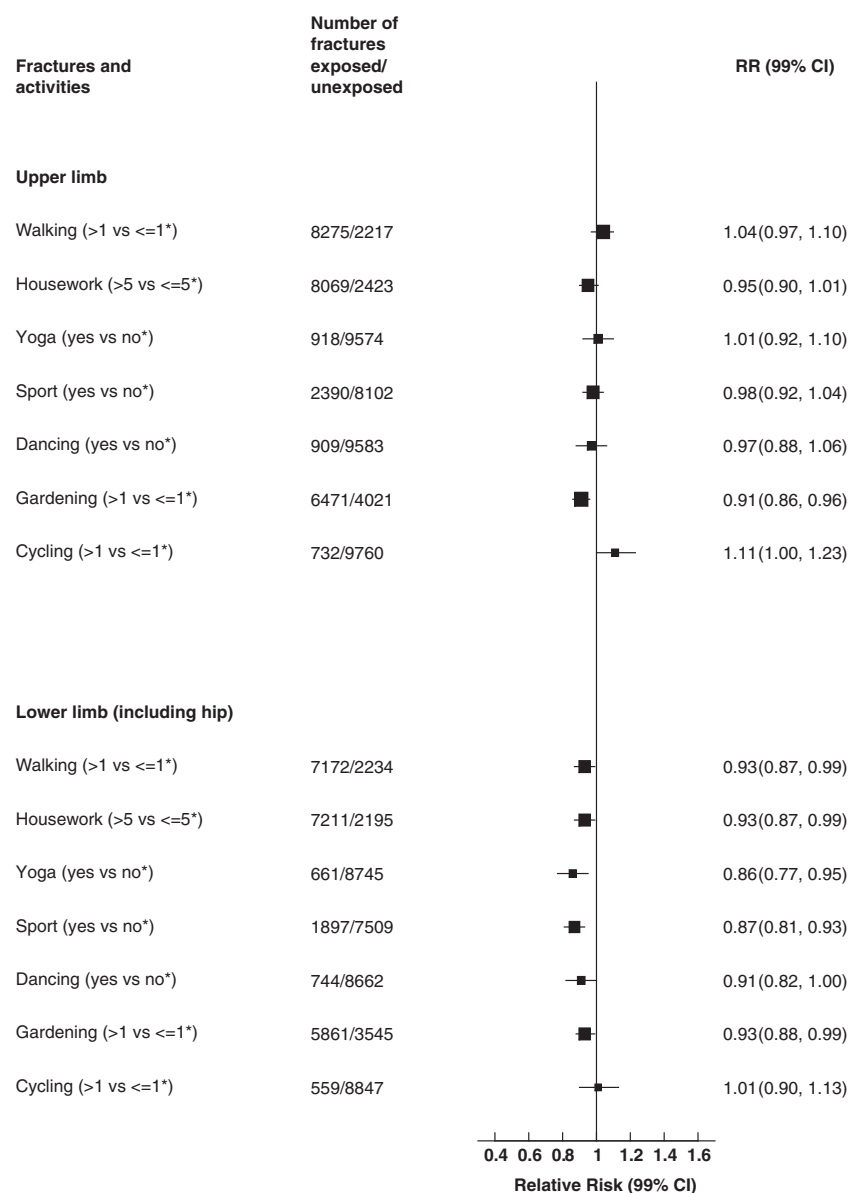 Fractures and activities
Number of fractures exposed/ unexposed
RR (99% CI)
Upper limb
Walking (>1 vs <=1*) 8275/2217 1.04(0.97, 1.10)
Housework (>5 vs <=5*) 8069/2423 0.95(0.90, 1.01)
Yoga (yes vs no*) 918/9574 1.01(0.92, 1.10)
Sport (yes vs no*) 2390/8102 0.98(0.92, 1.04)
Dancing (yes vs no*) 909/9583 0.97(0.88, 1.06)
Gardening (>1 vs <=1*) 6471/4021 0.91(0.86, 0.96)
Cycling (>1 vs <=1*) 732/9760 1.11(1.00, 1.23)
Lower limb (including hip)
Walking (>1 vs <=1*) 7172/2234 0.93(0.87, 0.99)
Housework (>5 vs <=5*) 7211/2195 0.93(0.87, 0.99)
Yoga (yes vs no*) 661/8745 0.86(0.77, 0.95)
Sport (yes vs no*) 1897/7509 0.87(0.81, 0.93)
Dancing (yes vs no*) 744/8662 0.91(0.82, 1.00)
Gardening (>1 vs <=1*) 5861/3545 0.93(0.88, 0.99)
Cycling (>1 vs <=1*) 559/8847 1.01(0.90, 1.13)
0.4 0.6 0.8 1 1.2 1.4 1.6
Relative Risk (99% CI)